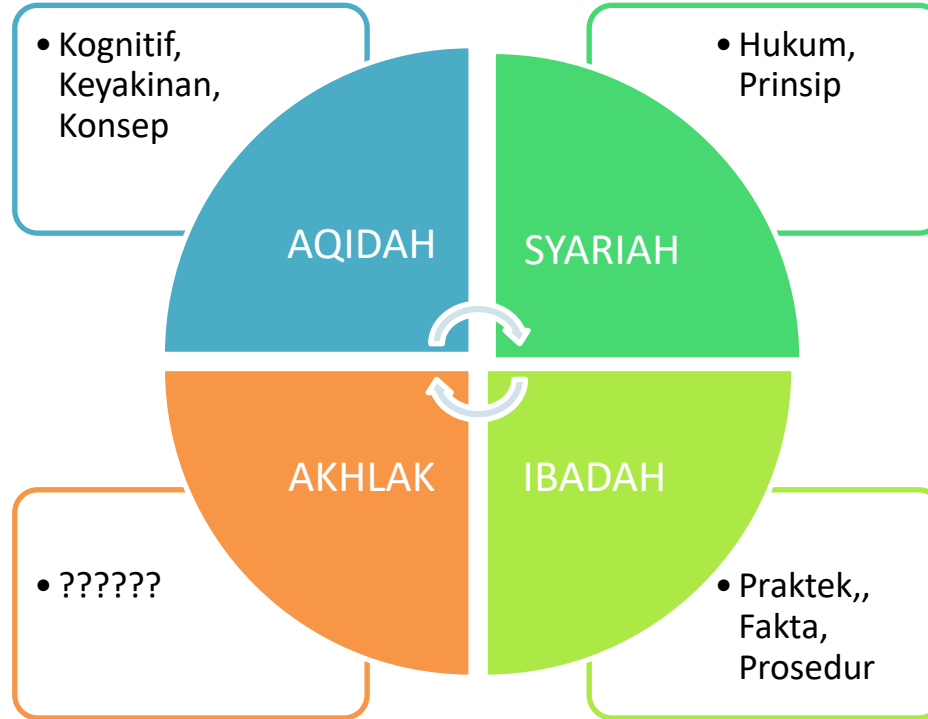 • Kognitif,
Keyakinan,
Konsep
• Hukum,
Prinsip
AQIDAH
SYARIAH
AKHLAK
IBADAH
• ??????
• Praktek,,
Fakta,
Prosedur